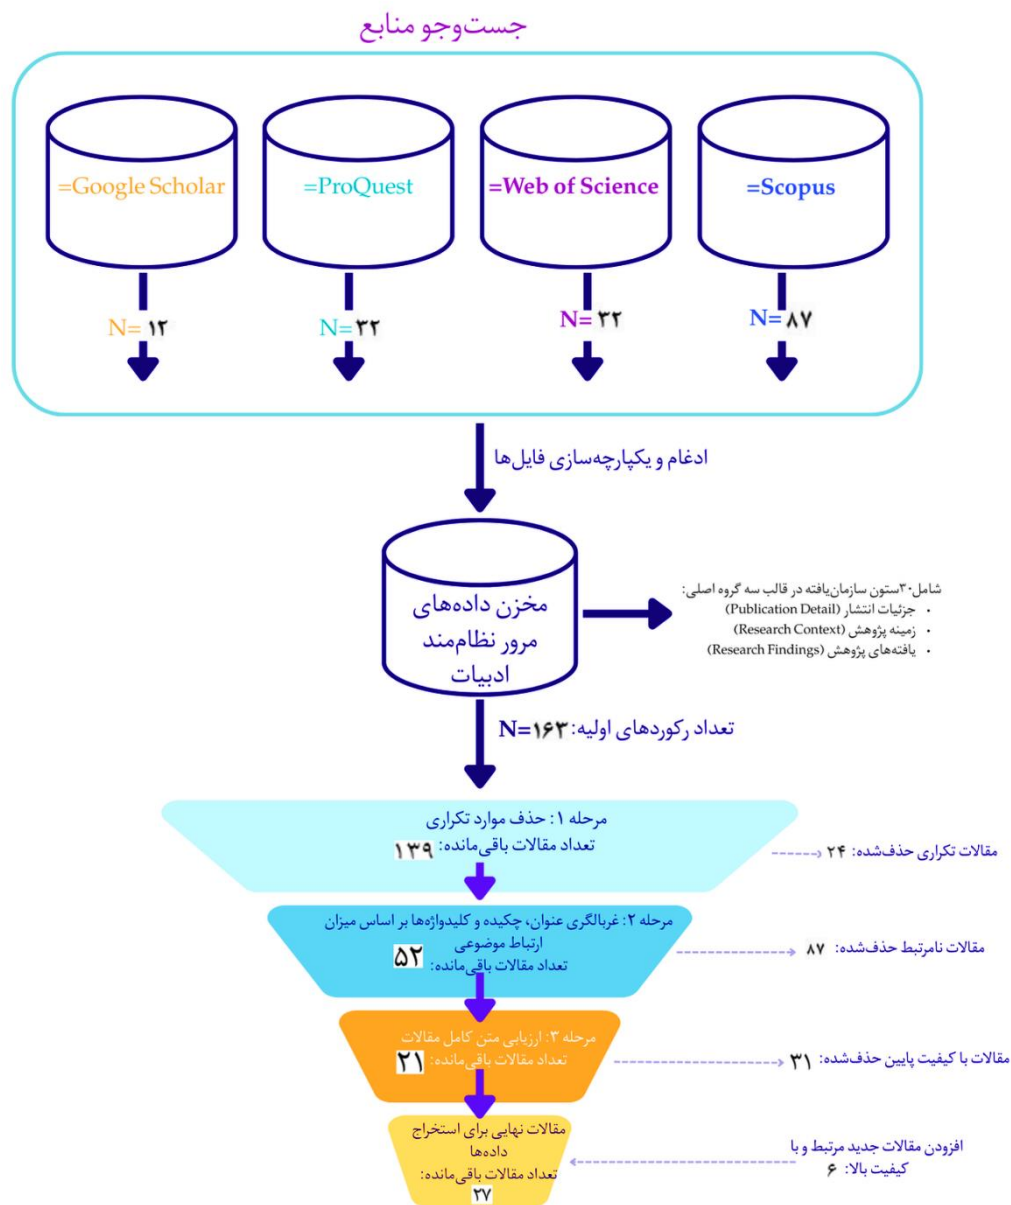 جست‌وجو منابع
=Google Scholar
=ProQuest
=Web of Science
=Scopus
N= ۱۲
N= ۳۲
N= ۳۲
N= ۸۷
ادغام و یکپارچه‌سازی فایل‌ها
مخزن داده‌های
مرور نظام‌مند
ادبیات
شامل۳۰ستون سازمان‌یافته در قالب سه گروه اصلی:
• جزئیات انتشار (Publication Detail)
• زمینه پژوهش (Research Context)
• یافته‌های پژوهش (Research Findings)
تعداد رکوردهای اولیه: N=۱۶۳
مرحله ۱: حذف موارد تکراری
تعداد مقالات باقی‌مانده: ۱۳۹
مقالات تکراری حذف‌شده: ۲۴
مرحله ۲: غربالگری عنوان، چکیده و کلیدواژه‌ها بر اساس میزان
ارتباط موضوعی
تعداد مقالات باقی‌مانده: ۵۲
مقالات نامرتبط حذف‌شده: ۸۷
مرحله ۳: ارزیابی متن کامل مقالات
تعداد مقالات باقی‌مانده: ۲۱
مقالات با کیفیت پایین حذف‌شده: ۳۱
مقالات نهایی برای استخراج
داده‌ها
تعداد مقالات باقی‌مانده:
۲۷
افزودن مقالات جدید مرتبط و با
کیفیت بالا: ۶